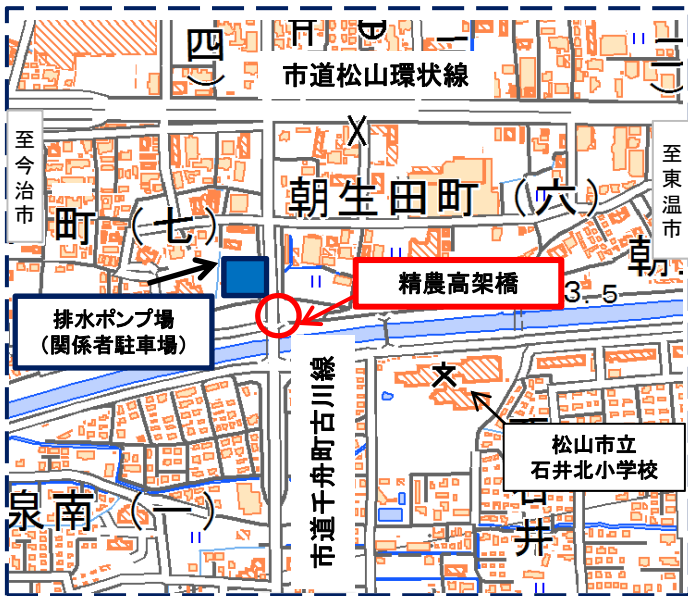 四）
市道松山環状線
至今治市
至東温市
朝生田町（六）
町（七）
朝
精農高架橋
3.5
排水ポンプ場
（関係者駐車場）
市道千舟町古川線
松山市立
石井北小学校
石井
泉南（一）